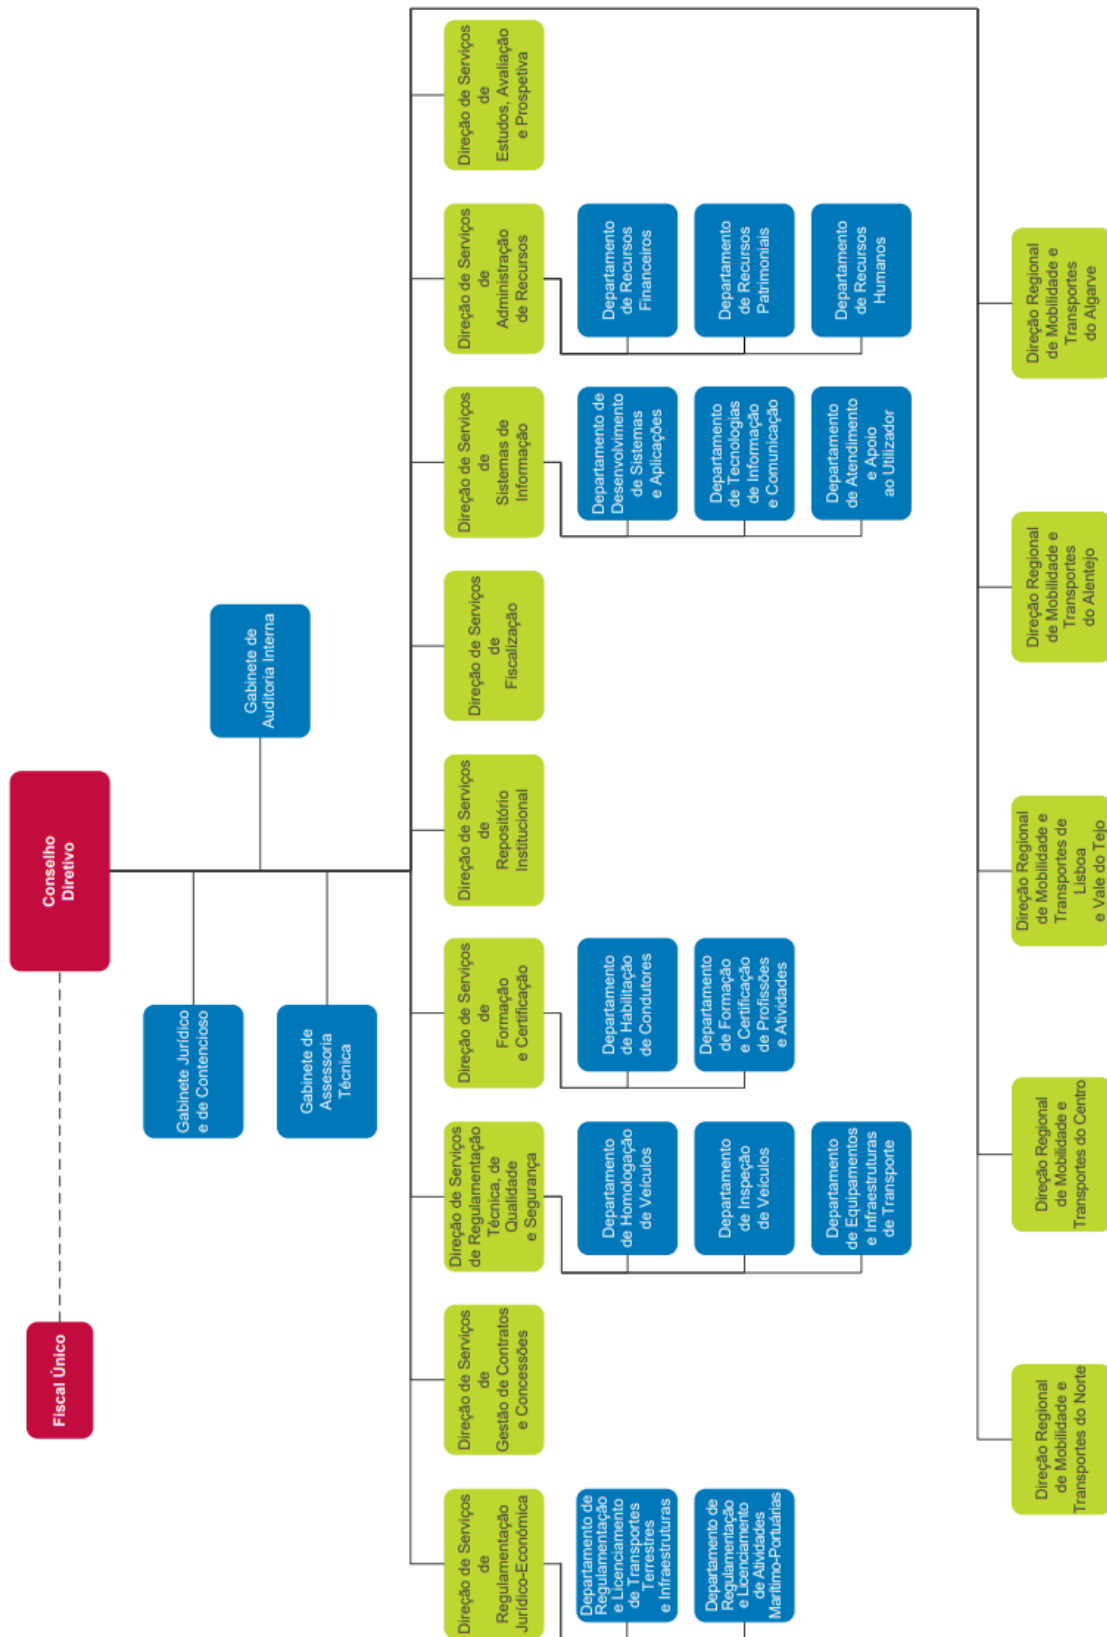 Fiscal Único
Conselho
Diretivo
Gabinete Jurídico
e de Contencioso
Gabinete de
Auditoria Interna
Gabinete de
Assessoria
Técnica
Direção de Serviços
de
Regulamentação
Jurídico-Económica
Direção de Serviços
de
Gestão de Contratos
e Concessões
Direção de Serviços
de Regulamentação
Técnica, de
Qualidade
e Segurança
Direção de Serviços
de
Formação
e Certificação
Direção de Serviços
de
Repositório
Institucional
Direção de Serviços
de
Fiscalização
Direção de Serviços
de
Sistemas de
Informação
Direção de Serviços
de
Administração
de Recursos
Direção de Serviços
de
Estudos, Avaliação
e Prospetiva
Departamento de
Regulamentação
e Licenciamento
de Transportes
Terrestres
e Infraestruturas
Departamento de
Regulamentação
e Licenciamento
de Atividades
Marítimo-Portuárias
Departamento
de Homologação
de Veículos
Departamento
de Inspeção
de Veículos
Departamento
de Equipamentos
e Infraestruturas
de Transporte
Departamento
de Habilitação
de Condutores
Departamento
de Formação
e Certificação
de Profissões
e Atividades
Departamento de
Desenvolvimento
de Sistemas
e Aplicações
Departamento
de Tecnologias
de Informação
e Comunicação
Departamento
de Atendimento
e Apoio
ao Utilizador
Departamento
de Recursos
Financeiros
Departamento
de Recursos
Patrimoniais
Departamento
de Recursos
Humanos
Direção Regional
de Mobilidade e
Transportes do Norte
Direção Regional
de Mobilidade e
Transportes do Centro
Direção Regional
de Mobilidade e
Transportes de
Lisboa
e Vale do Tejo
Direção Regional
de Mobilidade e
Transportes
do Alentejo
Direção Regional
de Mobilidade e
Transportes
do Algarve